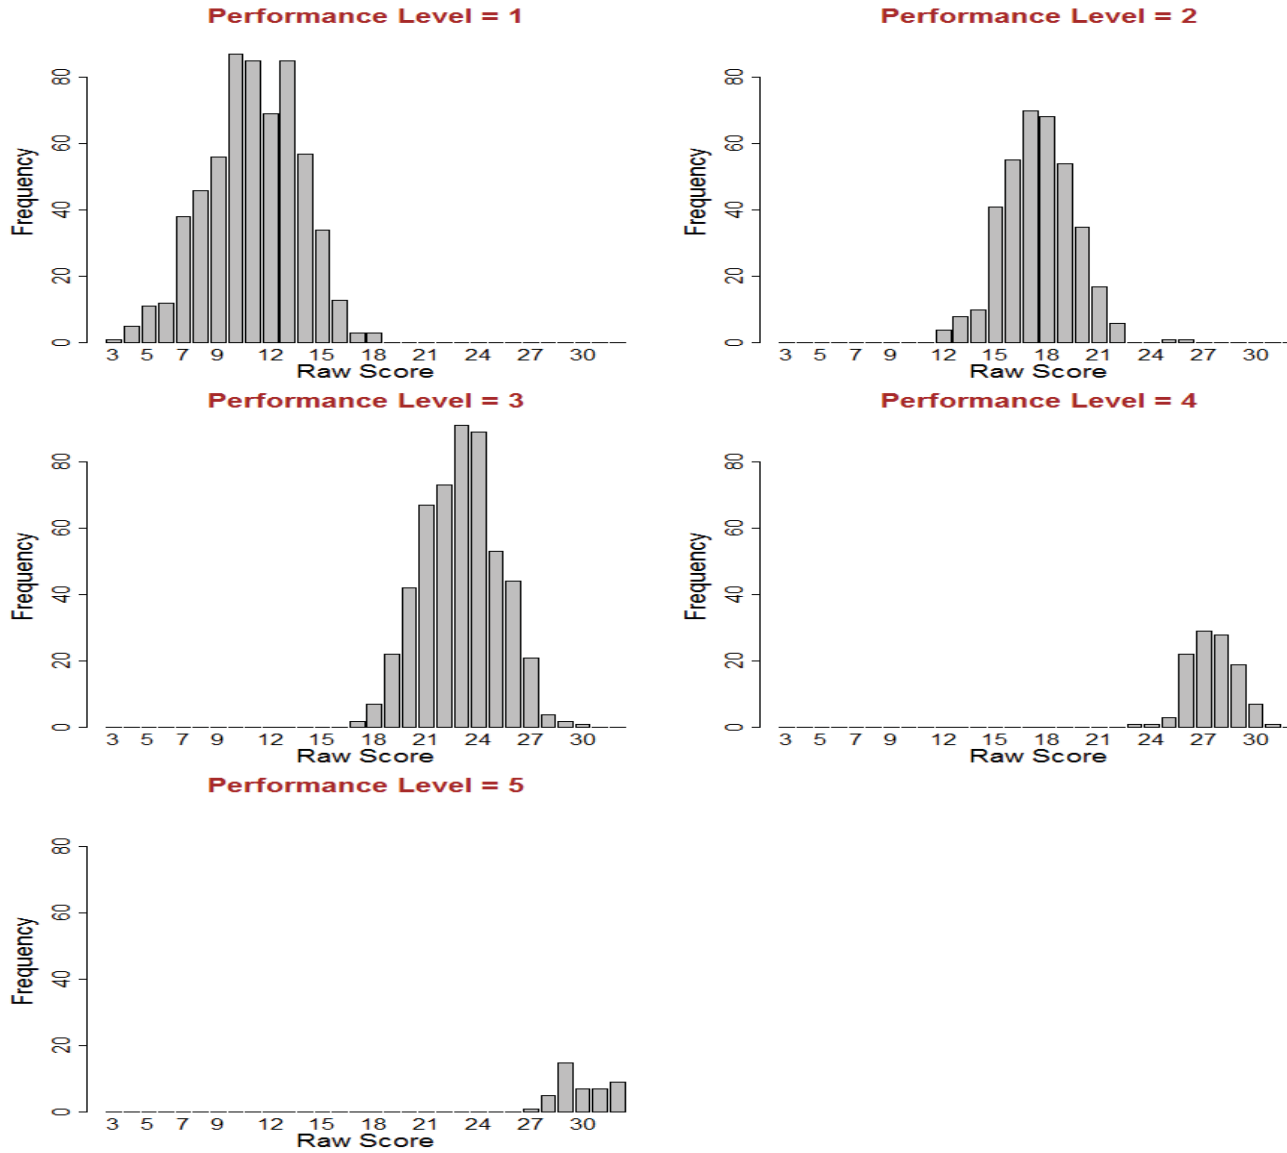 Performance Level = 1
Frequency
0 20 40 60 80
3 5 7 9 12 15 18 21 24 27 30
Raw Score
Performance Level = 2
Frequency
0 20 40 60 80
3 5 7 9 12 15 18 21 24 27 30
Raw Score
Performance Level = 3
Frequency
0 20 40 60 80
3 5 7 9 12 15 18 21 24 27 30
Raw Score
Performance Level = 4
Frequency
0 20 40 60 80
3 5 7 9 12 15 18 21 24 27 30
Raw Score
Performance Level = 5
Frequency
0 20 40 60 80
3 5 7 9 12 15 18 21 24 27 30
Raw Score